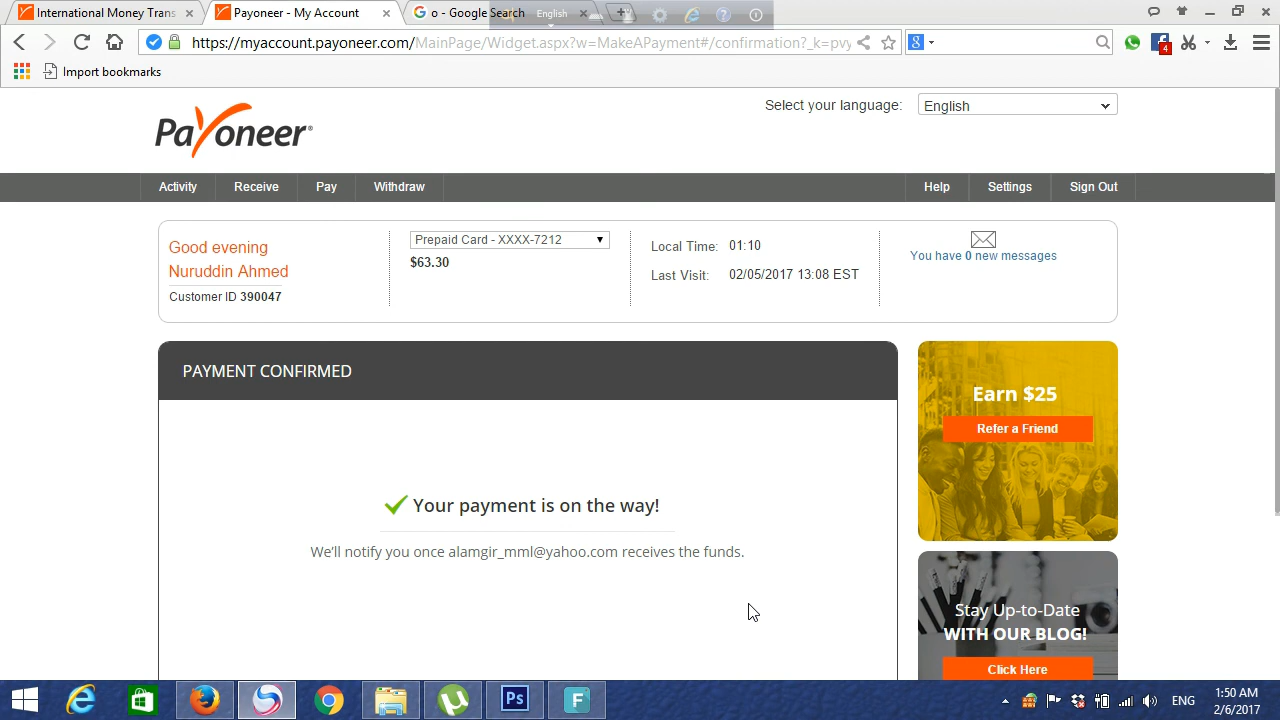 International Money Trans
Payoneer - My Account
o - Google Search
English
https://myaccount.payoneer.com/MainPage/Widget.aspx?w=MakeAPayment#/confirmation?_k=pvy
8
4
Import bookmarks
Payoneer®
Select your language:
English
Activity
Receive
Pay
Withdraw
Help
Settings
Sign Out
Good evening
Nuruddin Ahmed
Customer ID 390047
Prepaid Card - XXXX-7212
$63.30
Local Time: 01:10
Last Visit: 02/05/2017 13:08 EST
You have 0 new messages
PAYMENT CONFIRMED
Your payment is on the way!
We'll notify you once alamgir_mml@yahoo.com receives the funds.
Earn $25
Refer a Friend
Stay Up-to-Date
WITH OUR BLOG!
Click Here
Ps
F
ENG
1:50 AM
2/6/2017